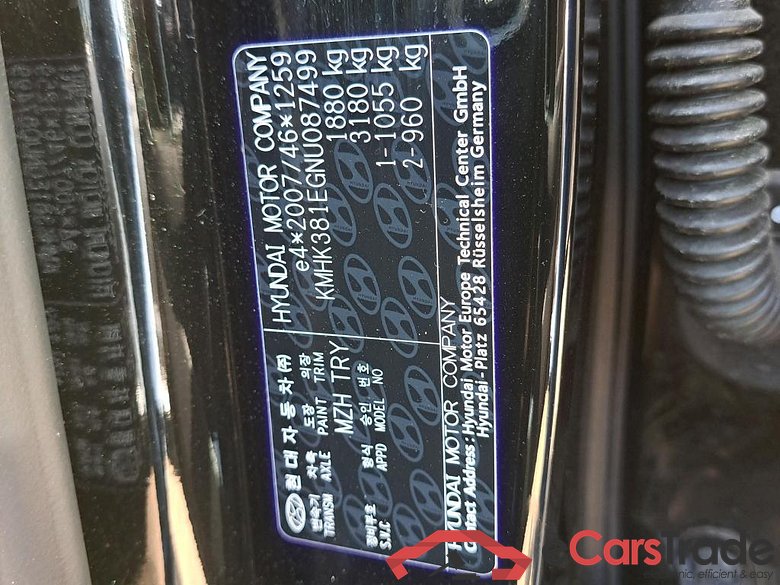 현대자동차(주) HYUNDAI MOTOR COMPANY
e4*2007/46*1259
KMHK381EGNU087499
변속기 차축 도장 외장
TRANSM AXLE PAINT TRIM
1880 kg
MZH TRY
3180 kg
1-1055 kg
형식 승인 번호
S.N.C APPD MODEL NO
2-960 kg
HYUNDAI MOTOR COMPANY
Contact Address : Hyundai Motor Europe Technical Center GmbH
Hyundai-Platz 65428 Rüsselsheim Germany
CarsTrade
efficient & easy